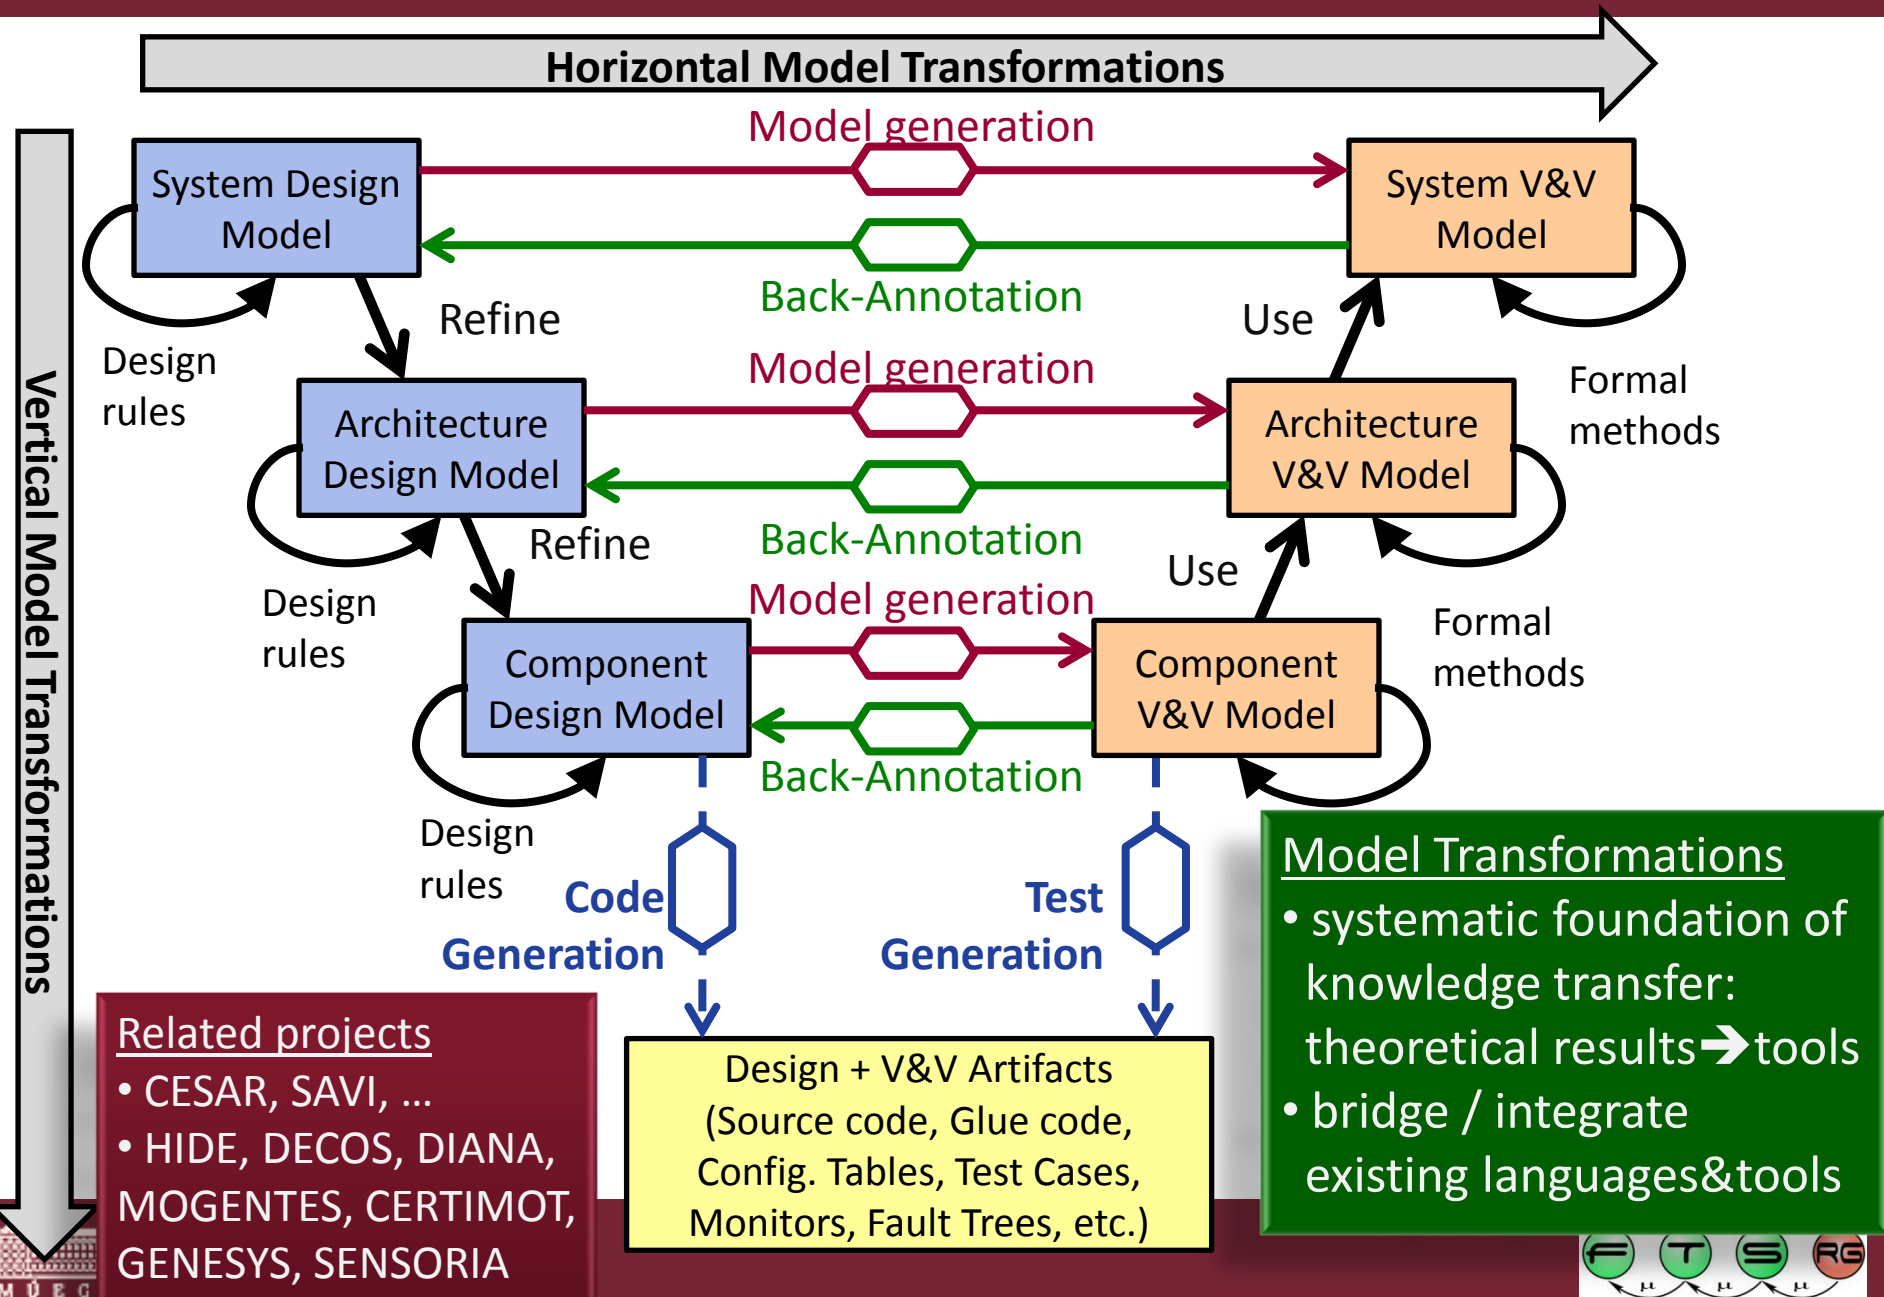 Horizontal Model Transformations
Vertical Model Transformations
Model generation
System Design
Model
System V&V
Model
Back-Annotation
Design
rules
Refine
Use
Formal
methods
Model generation
Architecture
Design Model
Architecture
V&V Model
Back-Annotation
Design
rules
Refine
Use
Formal
methods
Model generation
Component
Design Model
Component
V&V Model
Back-Annotation
Design
rules
Code
Generation
Test
Generation
Design + V&V Artifacts
(Source code, Glue code,
Config. Tables, Test Cases,
Monitors, Fault Trees, etc.)
Related projects
• CESAR, SAVI, ...
• HIDE, DECOS, DIANA,
MOGENTES, CERTIMOT,
GENESYS, SENSORIA
Model Transformations
• systematic foundation of
knowledge transfer:
theoretical results➔tools
• bridge / integrate
existing languages&tools
M Ú E G
F T S RG
μ μ μ